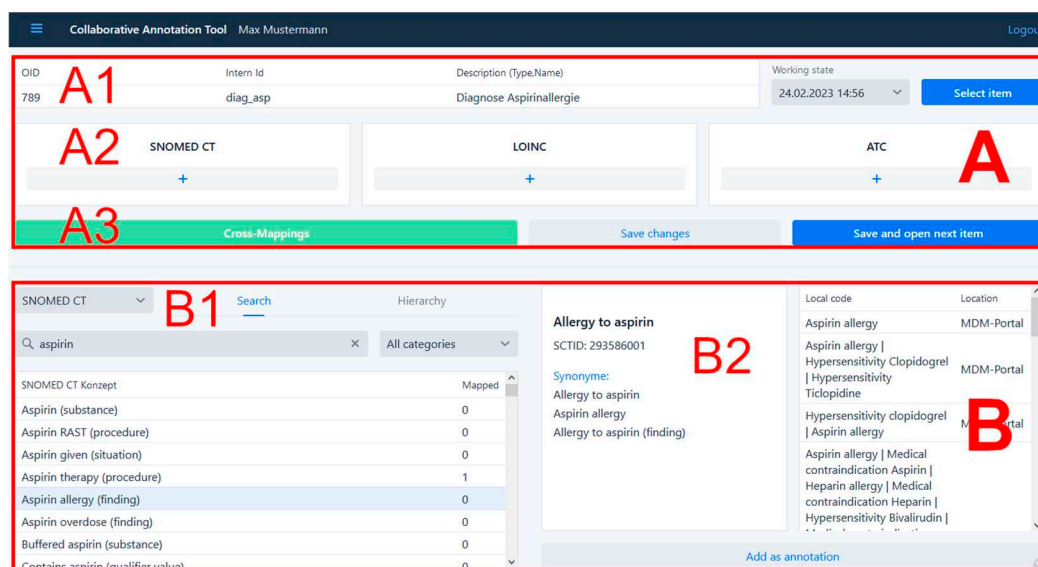 Collaborative Annotation Tool Max Mustermann Logou
A1
OID Intern Id Description (Type,Name) Working state
789 diag_asp Diagnose Aspirinallergie 24.02.2023 14:56 Select item
A2
SNOMED CT LOINC ATC
+ + +
A
A3
Cross-Mappings Save changes Save and open next item
SNOMED CT B1 Search Hierarchy
aspirin All categories
SNOMED CT Konzept Mapped
Aspirin (substance) 0
Aspirin RAST (procedure) 0
Aspirin given (situation) 0
Aspirin therapy (procedure) 1
Aspirin allergy (finding) 0
Aspirin overdose (finding) 0
Buffered aspirin (substance) 0
Contains aspirin (qualifier value) 0
Allergy to aspirin
SCTID: 293586001
B2
Synonyme:
Allergy to aspirin
Aspirin allergy
Allergy to aspirin (finding)
Local code Location
Aspirin allergy MDM-Portal
Aspirin allergy |
Hypersensitivity Clopidogrel MDM-Portal
| Hypersensitivity
Ticlopidine
Hypersensitivity clopidogrel
| Aspirin allergy
B
Aspirin allergy | Medical
contraindication Aspirin |
Heparin allergy | Medical
contraindication Heparin |
Hypersensitivity Bivalirudin |
Add as annotation